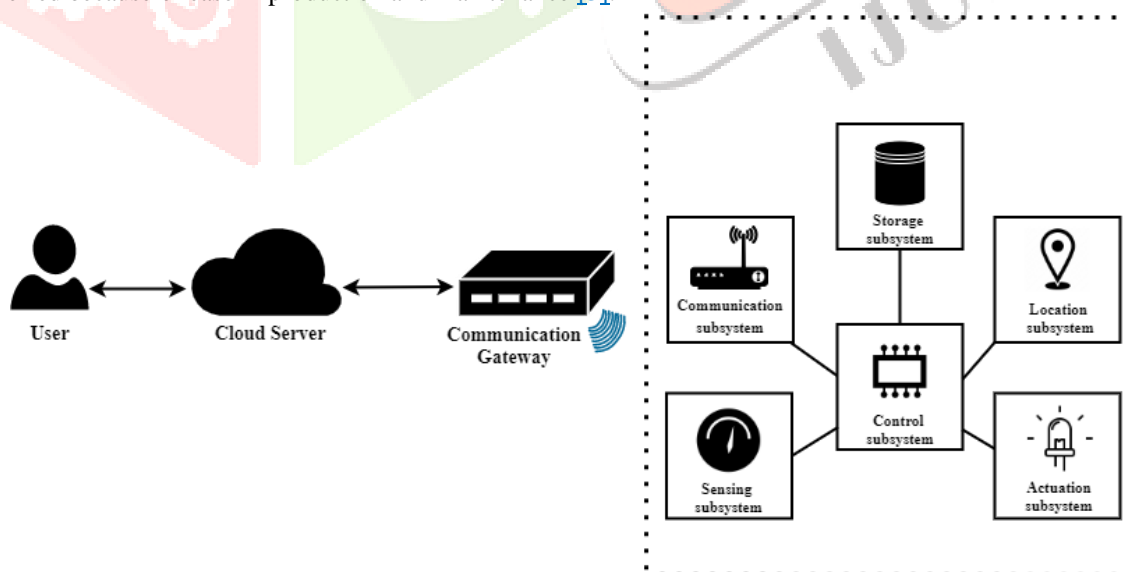 User
Cloud Server
Communication
Gateway
Storage
subsystem
Communication
subsystem
Location
subsystem
Control
subsystem
Sensing
subsystem
Actuation
subsystem